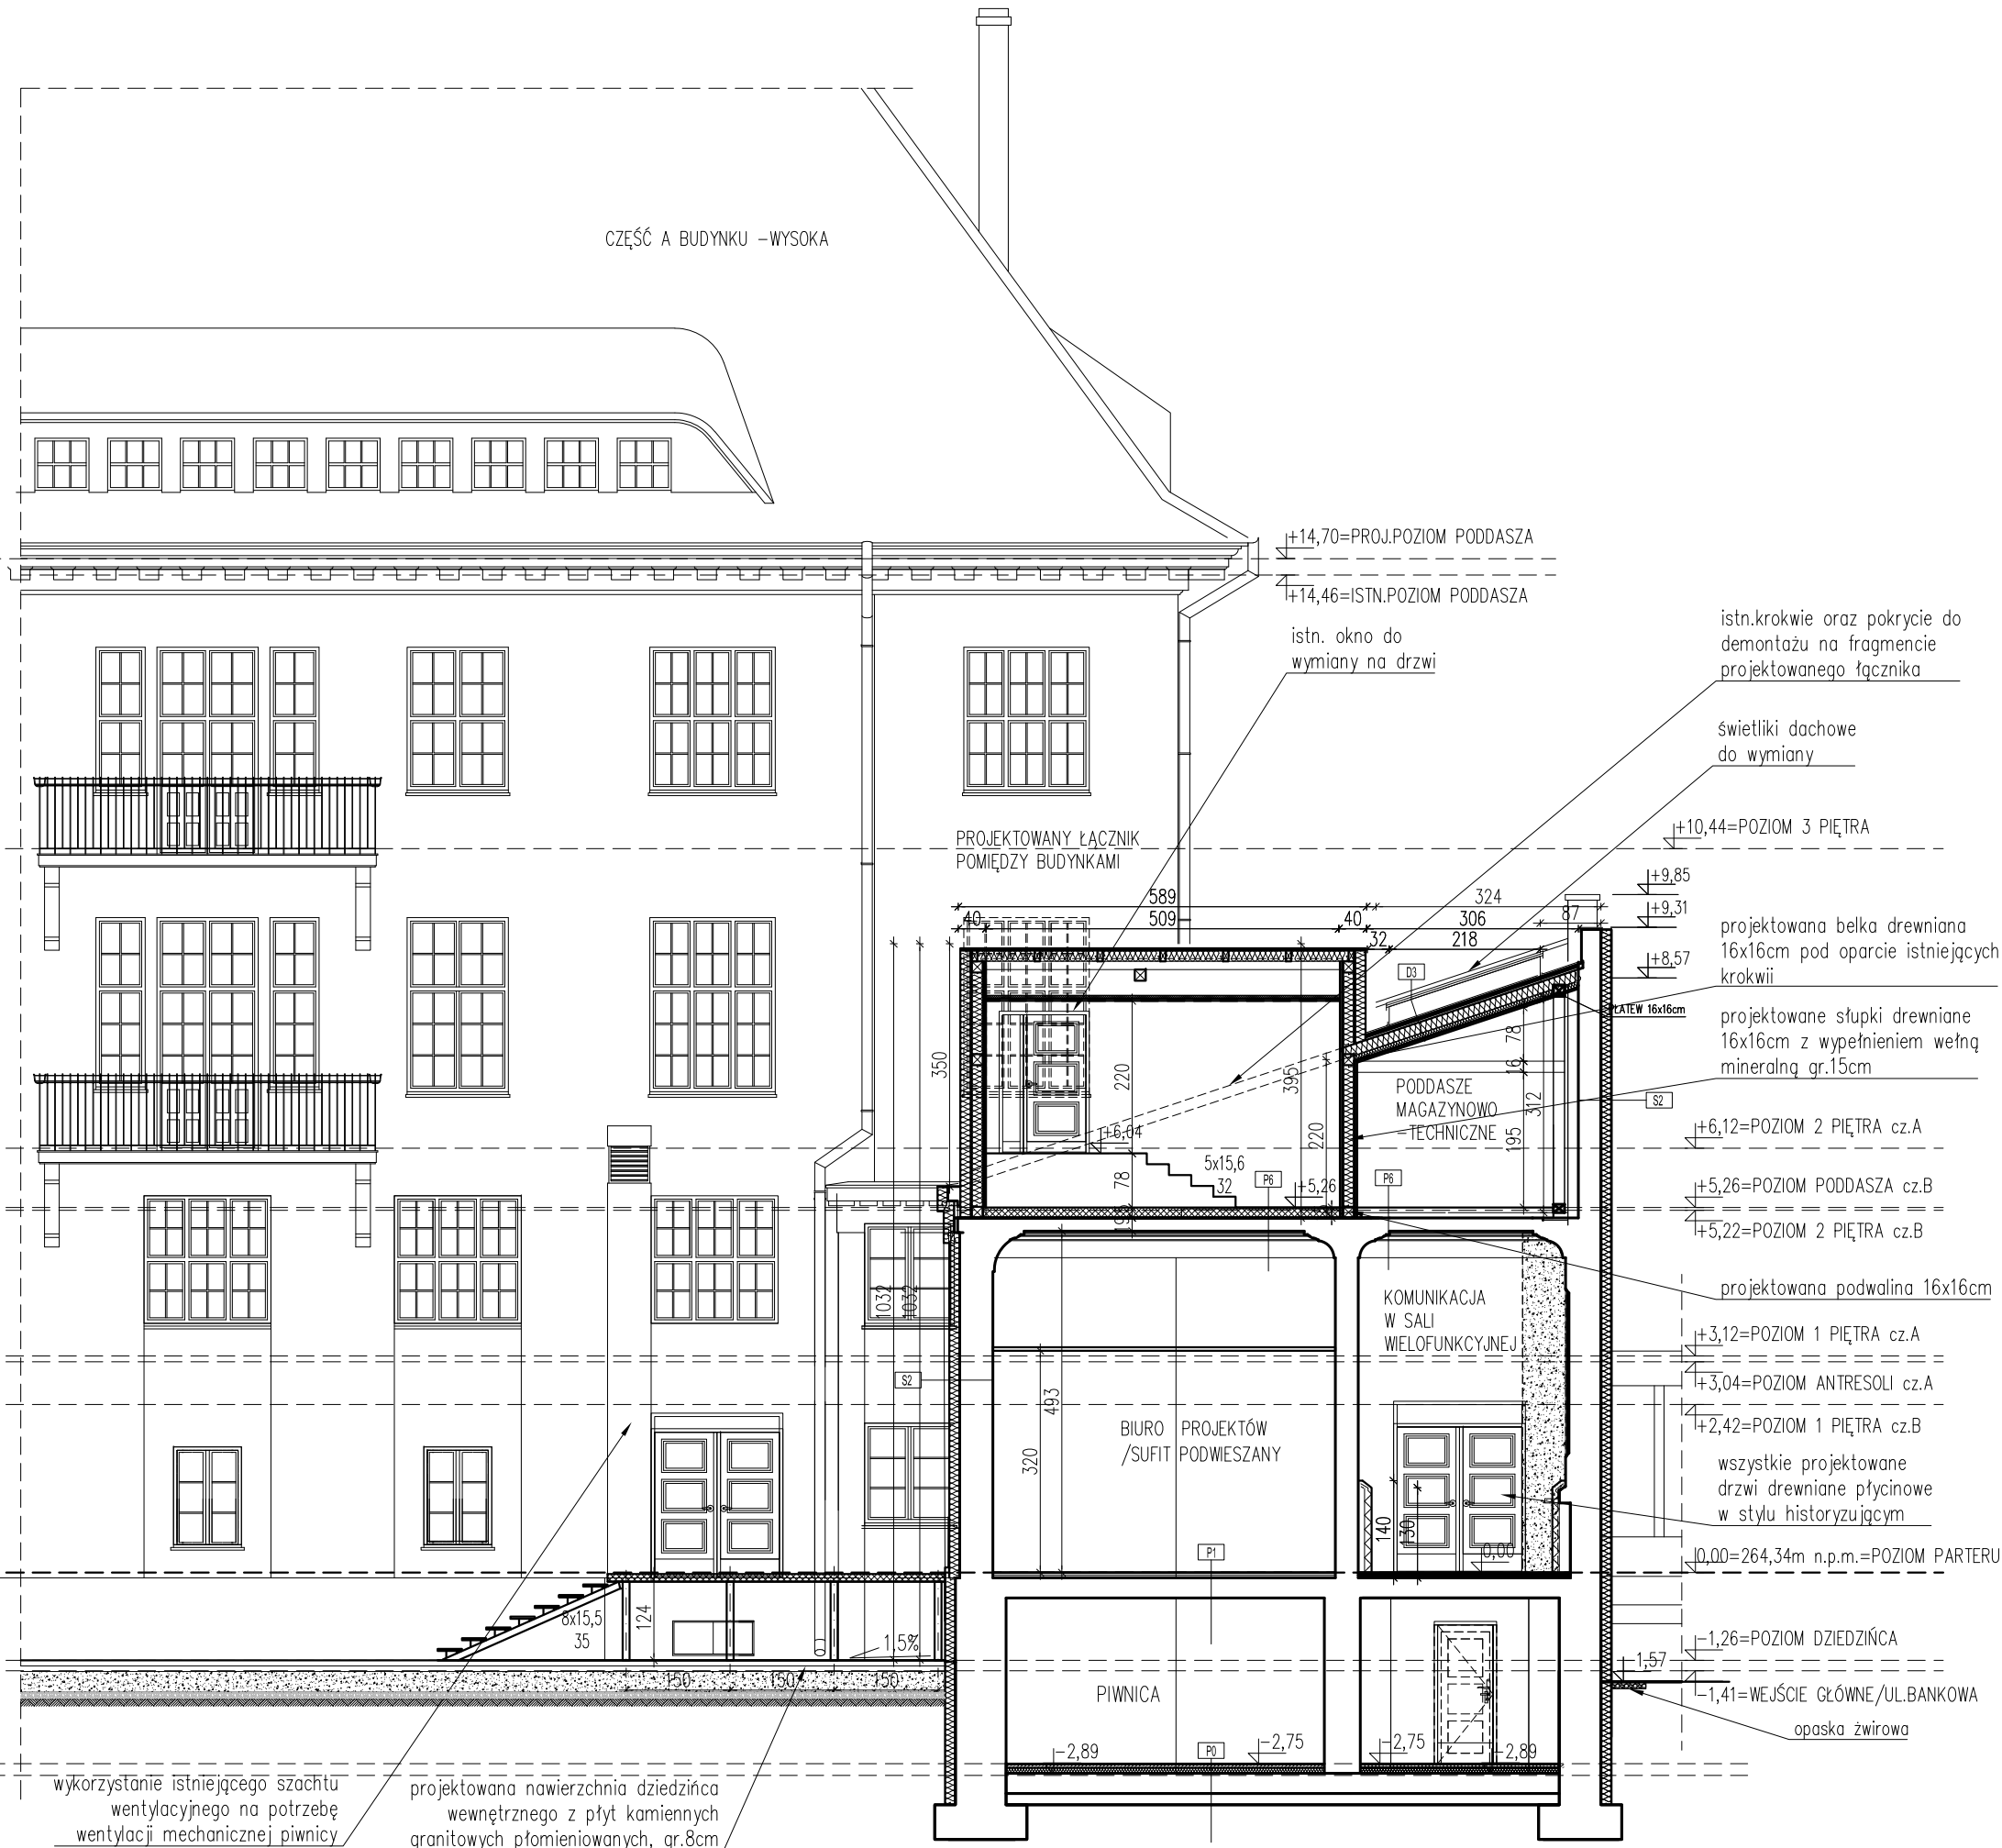 CZĘŚĆ A BUDYNKU -WYSOKA
+14,70=PROJ.POZIOM PODDASZA
+14,46=ISTN.POZIOM PODDASZA
istn. okno do
wymiany na drzwi
istn.krokwie oraz pokrycie do
demontażu na fragmencie
projektowanego łącznika
świetliki dachowe
do wymiany
PROJEKTOWANY ŁĄCZNIK
POMIĘDZY BUDYNKAMI
+10,44=POZIOM 3 PIĘTRA
+9,85
+9,31
+8,57
589
324
40
509
40
306
87
32
218
projektowana belka drewniana
16x16cm pod oparcie istniejących
krokwii
D3
16x16cm
projektowane słupki drewniane
16x16cm z wypełnieniem wełną
mineralną gr.15cm
350
220
395
220
78
16
312
195
PODDASZE
MAGAZYNOWO
-TECHNICZNE
S2
+6,04
+6,12=POZIOM 2 PIĘTRA cz.A
5x15,6
32
78
P6
P6
+5,26
+5,26=POZIOM PODDASZA cz.B
+5,22=POZIOM 2 PIĘTRA cz.B
projektowana podwalina 16x16cm
1032
1032
KOMUNIKACJA
W SALI
WIELOFUNKCYJNEJ
+3,12=POZIOM 1 PIĘTRA cz.A
+3,04=POZIOM ANTRESOLI cz.A
+2,42=POZIOM 1 PIĘTRA cz.B
S2
493
320
BIURO PROJEKTÓW
/SUFIT PODWIESZANY
wszystkie projektowane
drzwi drewniane płycinowe
w stylu historyzującym
140
130
P1
0,00
0,00=264,34m n.p.m.=POZIOM PARTERU
8x15,5
35
124
1,5%
150
150
150
-1,26=POZIOM DZIEDZIŃCA
-1,57
-1,41=WEJŚCIE GŁÓWNE/UL.BANKOWA
opaska żwirowa
PIWNICA
-2,89
-2,75
-2,75
-2,89
P0
wykorzystanie istniejącego szachtu
wentylacyjnego na potrzebę
wentylacji mechanicznej piwnicy
projektowana nawierzchnia dziedzińca
wewnętrznego z płyt kamiennych
granitowych płomieniowanych, gr.8cm